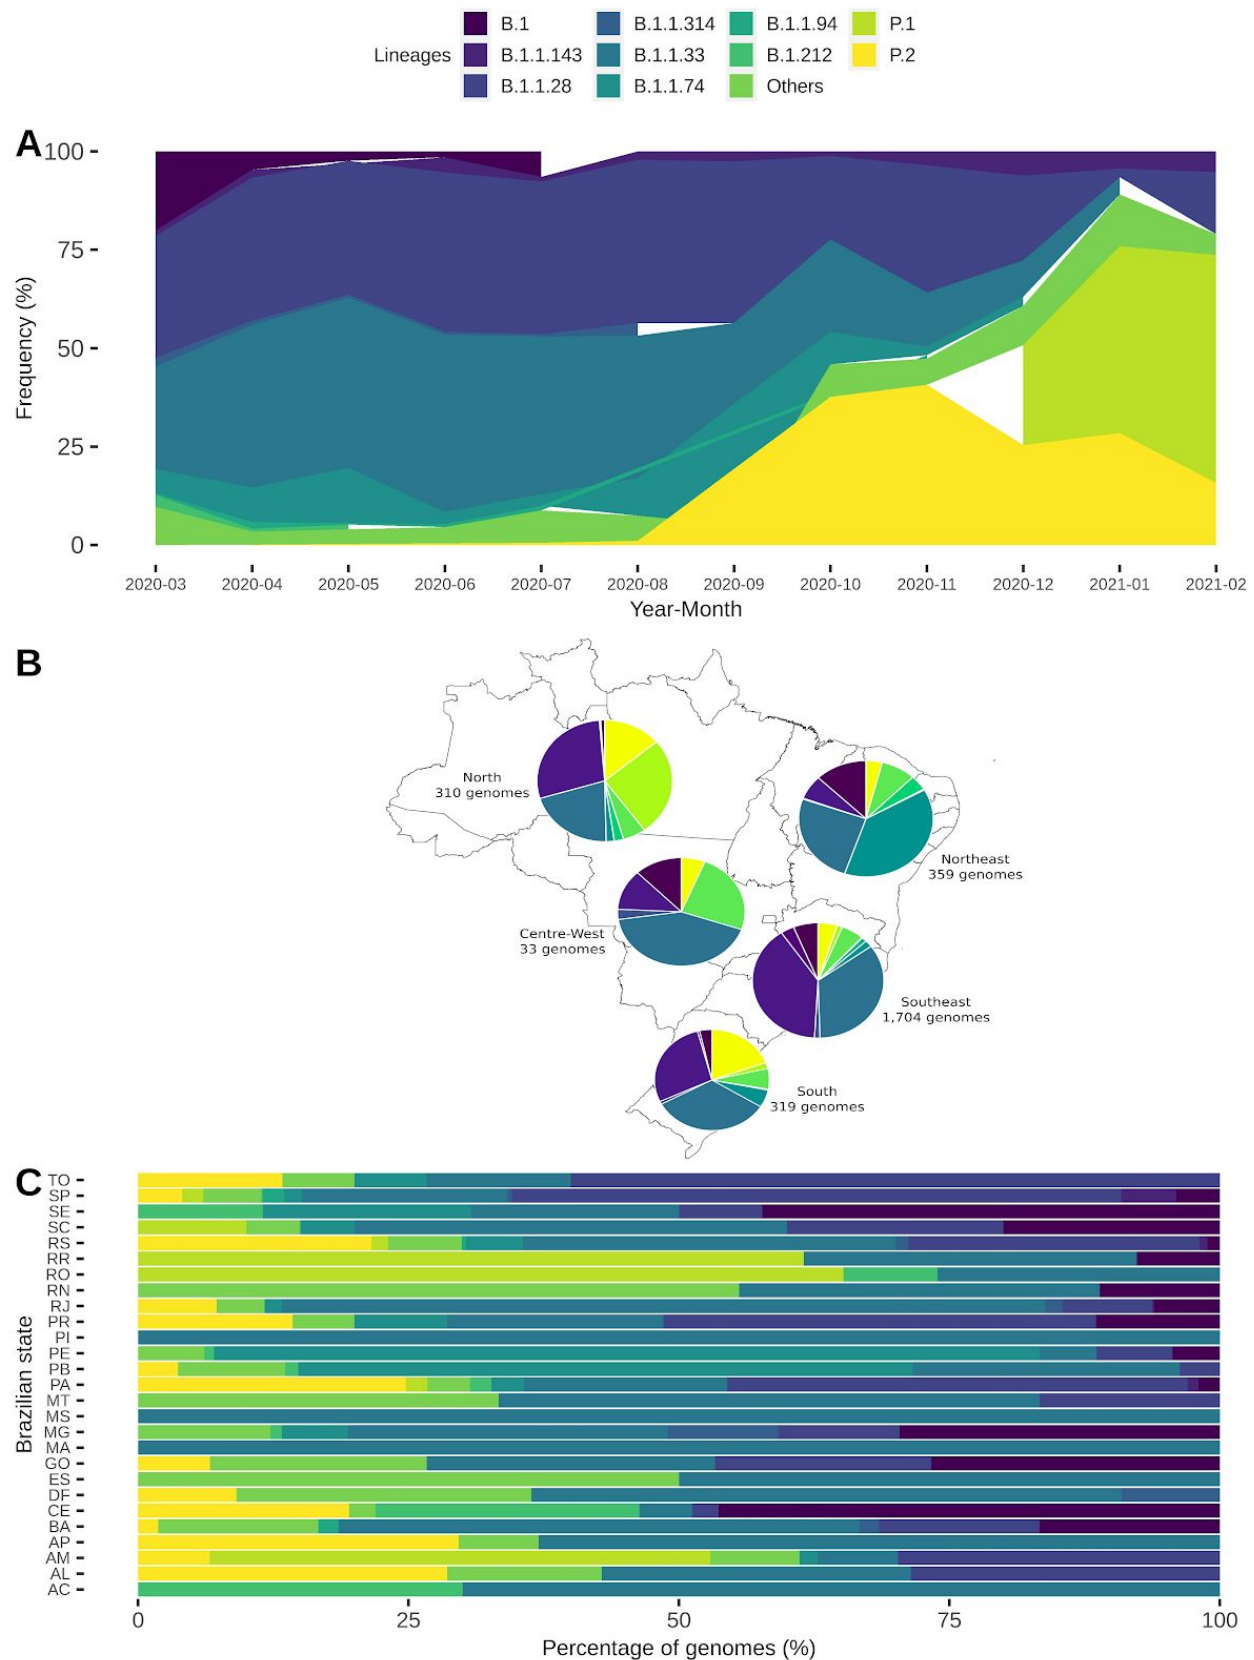 B.1 B.1.1.314 B.1.1.94 P.1
Lineages B.1.1.143 B.1.1.33 B.1.212 P.2
B.1.1.28 B.1.1.74 Others
A
100
75
50
25
0
Frequency (%)
2020-03 2020-04 2020-05 2020-06 2020-07 2020-08 2020-09 2020-10 2020-11 2020-12 2021-01 2021-02
Year-Month
B
North
310 genomes
Northeast
359 genomes
Centre-West
33 genomes
Southeast
1,704 genomes
South
319 genomes
C
Brazilian state
TO
SP
SE
SC
RS
RR
RO
RN
RJ
PR
PI
PE
PB
PA
MT
MS
MG
MA
GO
ES
DF
CE
BA
AP
AM
AL
AC
0 25 50 75 100
Percentage of genomes (%)